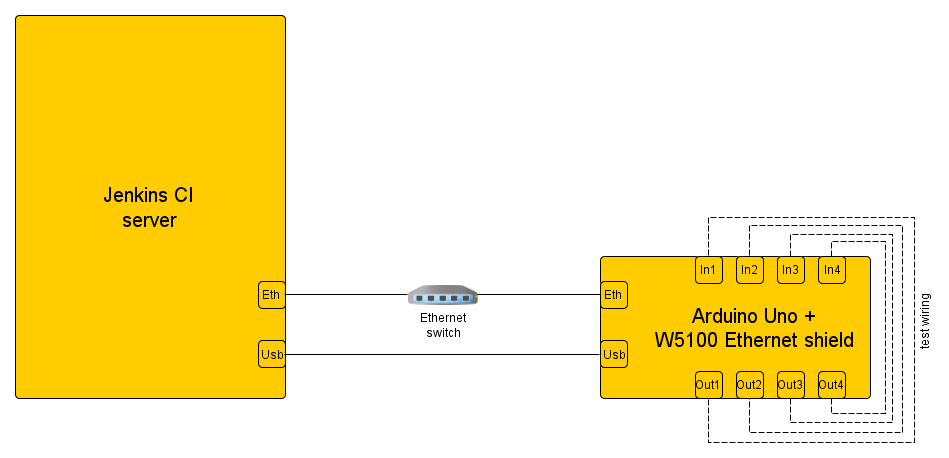 Jenkins CI
server
Eth
Usb
Ethernet
switch
Eth
Usb
In1
In2
In3
In4
Arduino Uno +
W5100 Ethernet shield
Out1
Out2
Out3
Out4
test wiring